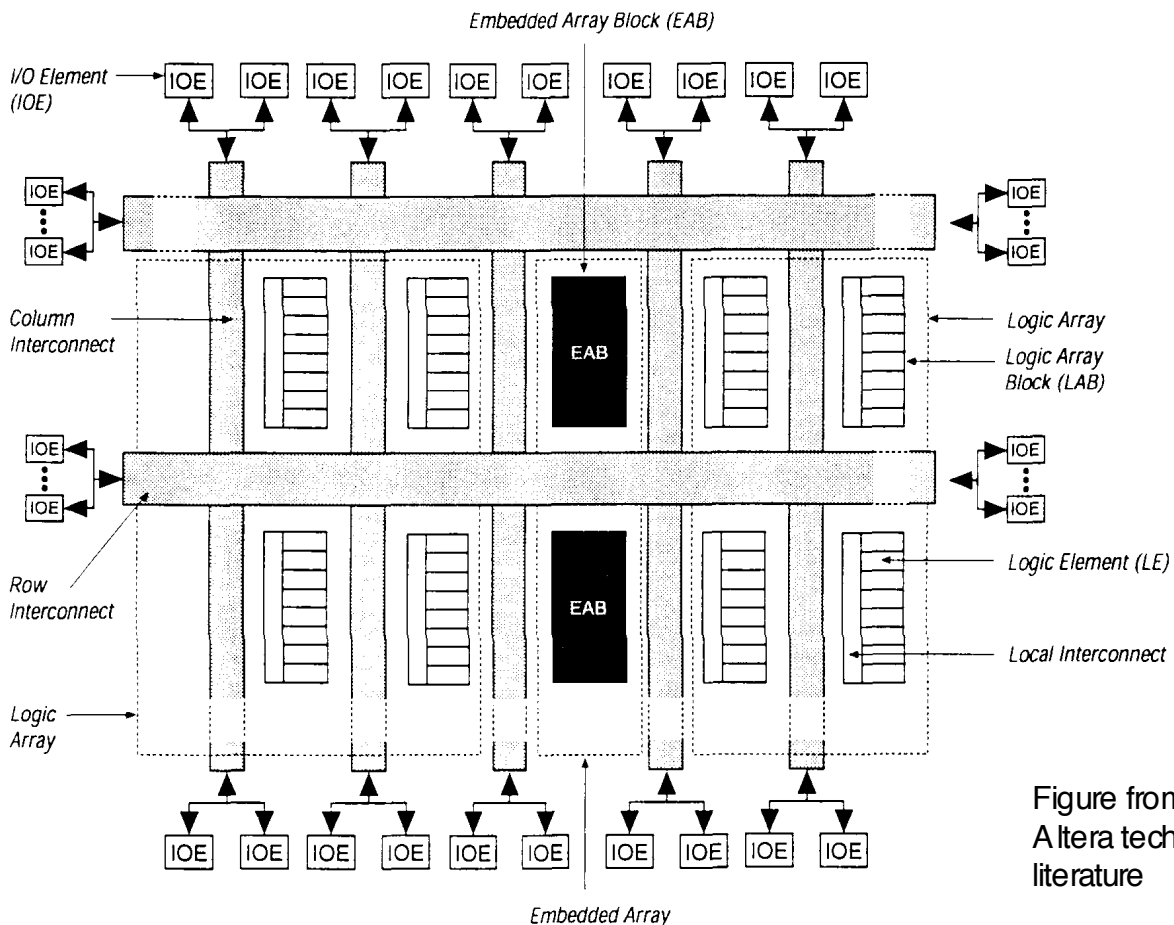 Embedded Array Block (EAB)
I/O Element
(IOE)
IOE IOE IOE IOE IOE IOE IOE IOE IOE IOE
IOE
IOE
IOE
IOE
Column
Interconnect
EAB
Logic Array
Logic Array
Block (LAB)
IOE
IOE
IOE
IOE
Row
Interconnect
EAB
Logic Element (LE)
Local Interconnect
Logic
Array
IOE IOE IOE IOE IOE IOE IOE IOE IOE IOE
Embedded Array
Figure from
Altera tech
literature